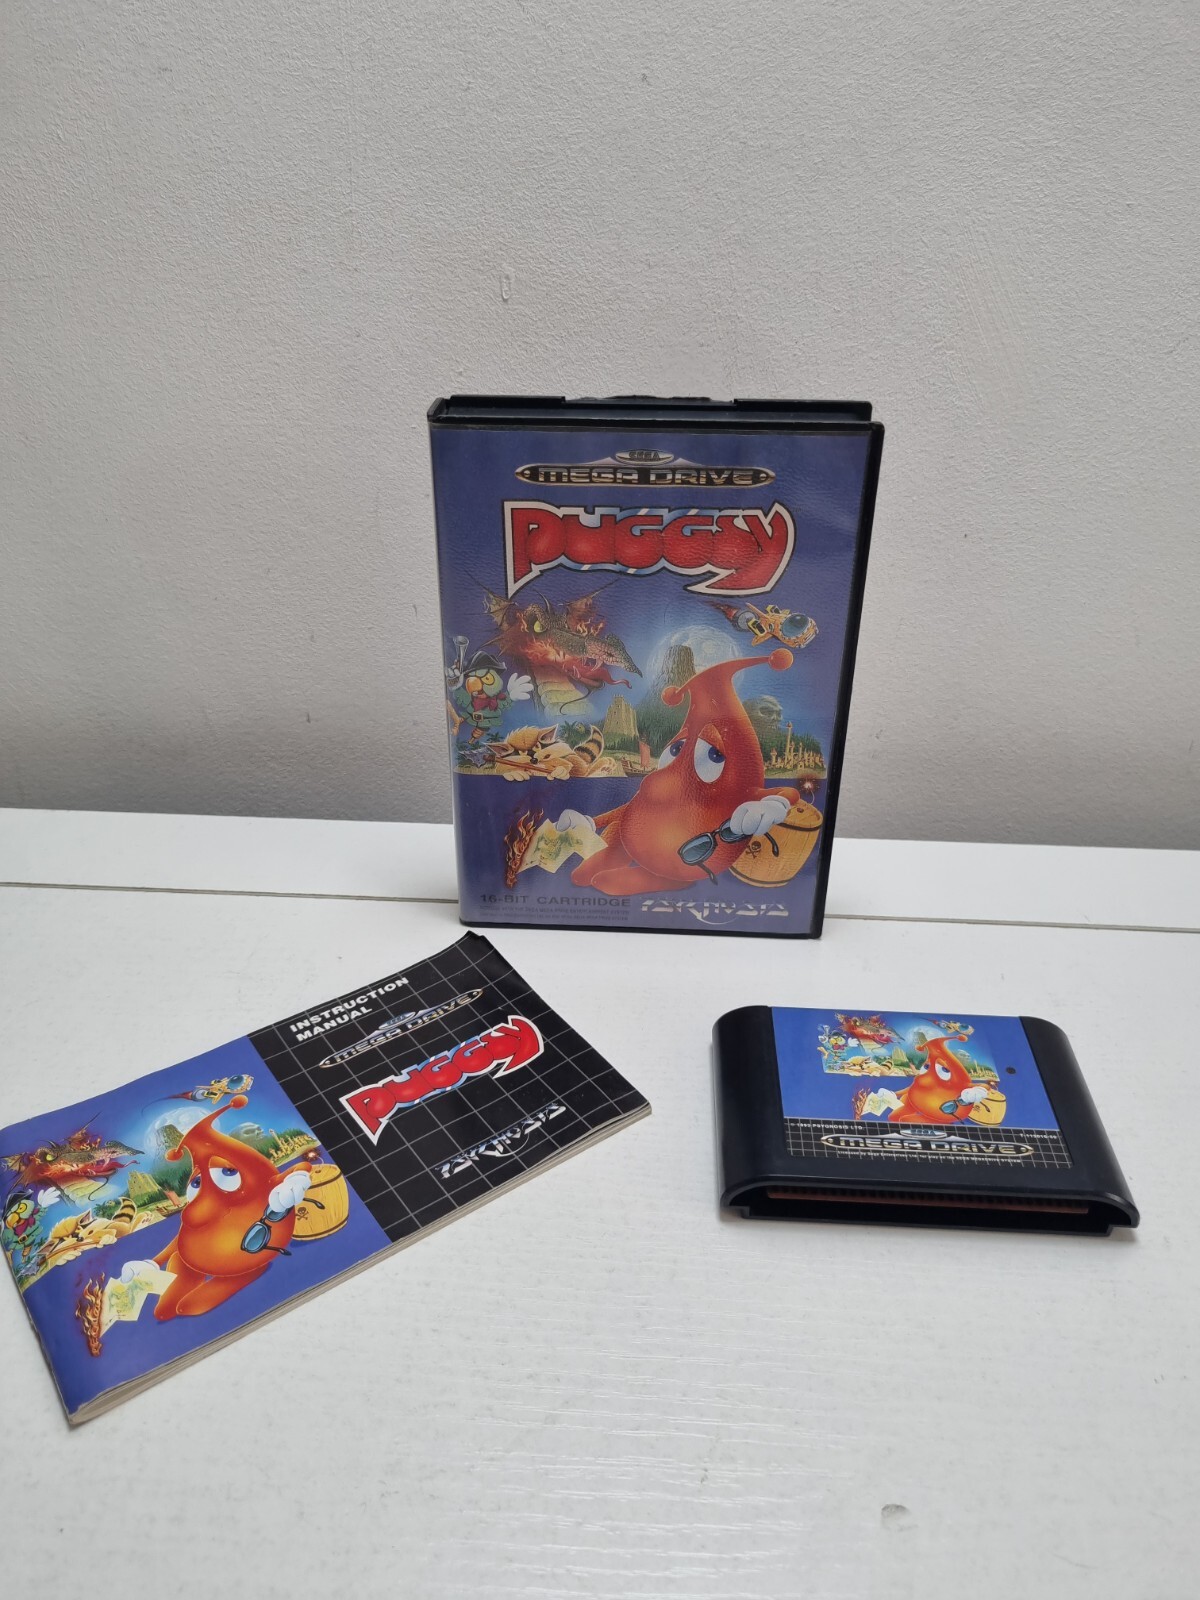 SEGA
MEGA DRIVE
PUGGSY
16-BIT CARTRIDGE
PSYGNOSIS
INSTRUCTION
MANUAL
SEGA
MEGA DRIVE
PUGGSY
PSYGNOSIS
SEGA
MEGA DRIVE